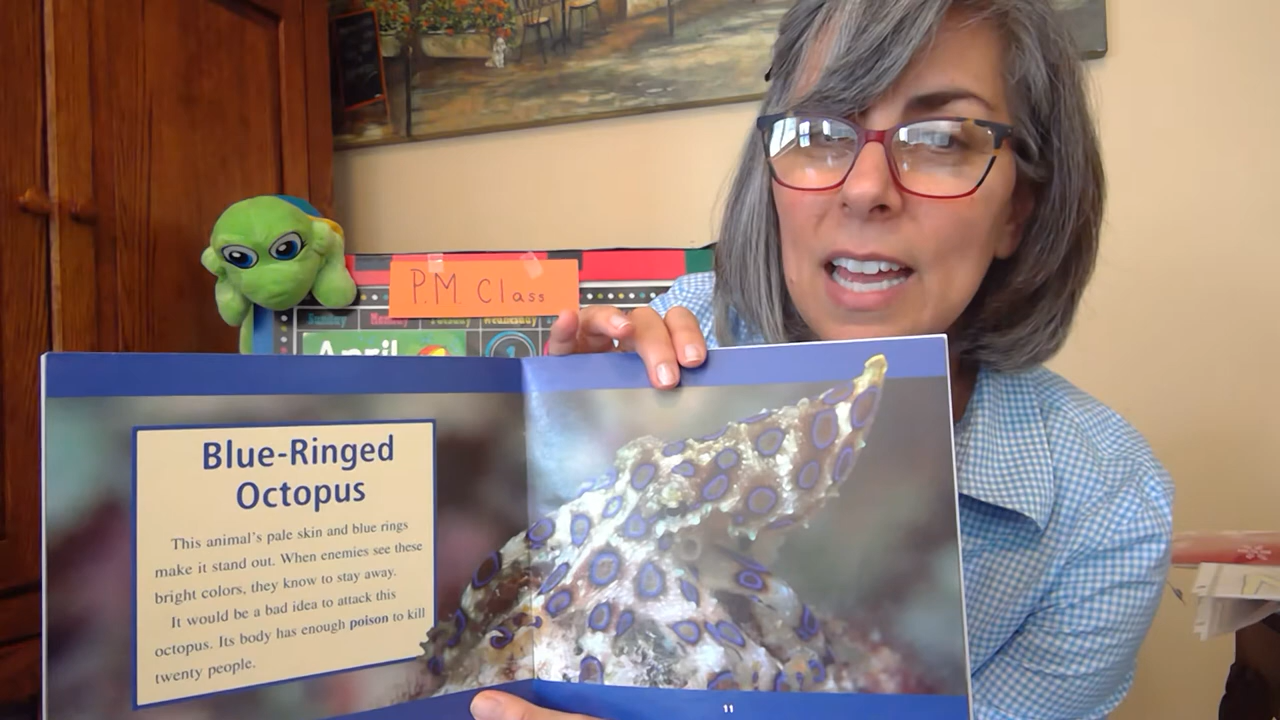 P.M. Class
Sunday Monday Tuesday Wednesday
April
1
Blue-Ringed
Octopus
This animal's pale skin and blue rings
make it stand out. When enemies see these
bright colors, they know to stay away.
It would be a bad idea to attack this
octopus. Its body has enough poison to kill
twenty people.
11